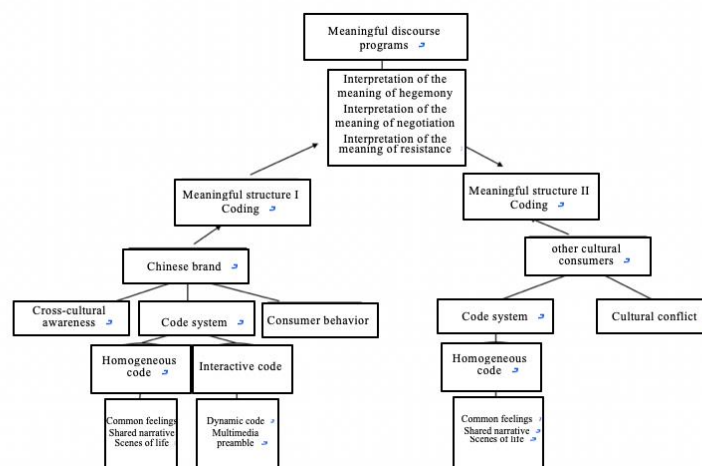 Meaningful discourse
programs
Interpretation of the
meaning of hegemony
Interpretation of the
meaning of negotiation
Interpretation of the
meaning of resistance
Meaningful structure I
Coding
Meaningful structure II
Coding
Chinese brand
other cultural
consumers
Cross-cultural
awareness
Code system
Consumer behavior
Code system
Cultural conflict
Homogeneous
code
Interactive code
Homogeneous
code
Common feelings
Shared narrative
Scenes of life
Dynamic code
Multimedia
preamble
Common feelings
Shared narrative
Scenes of life